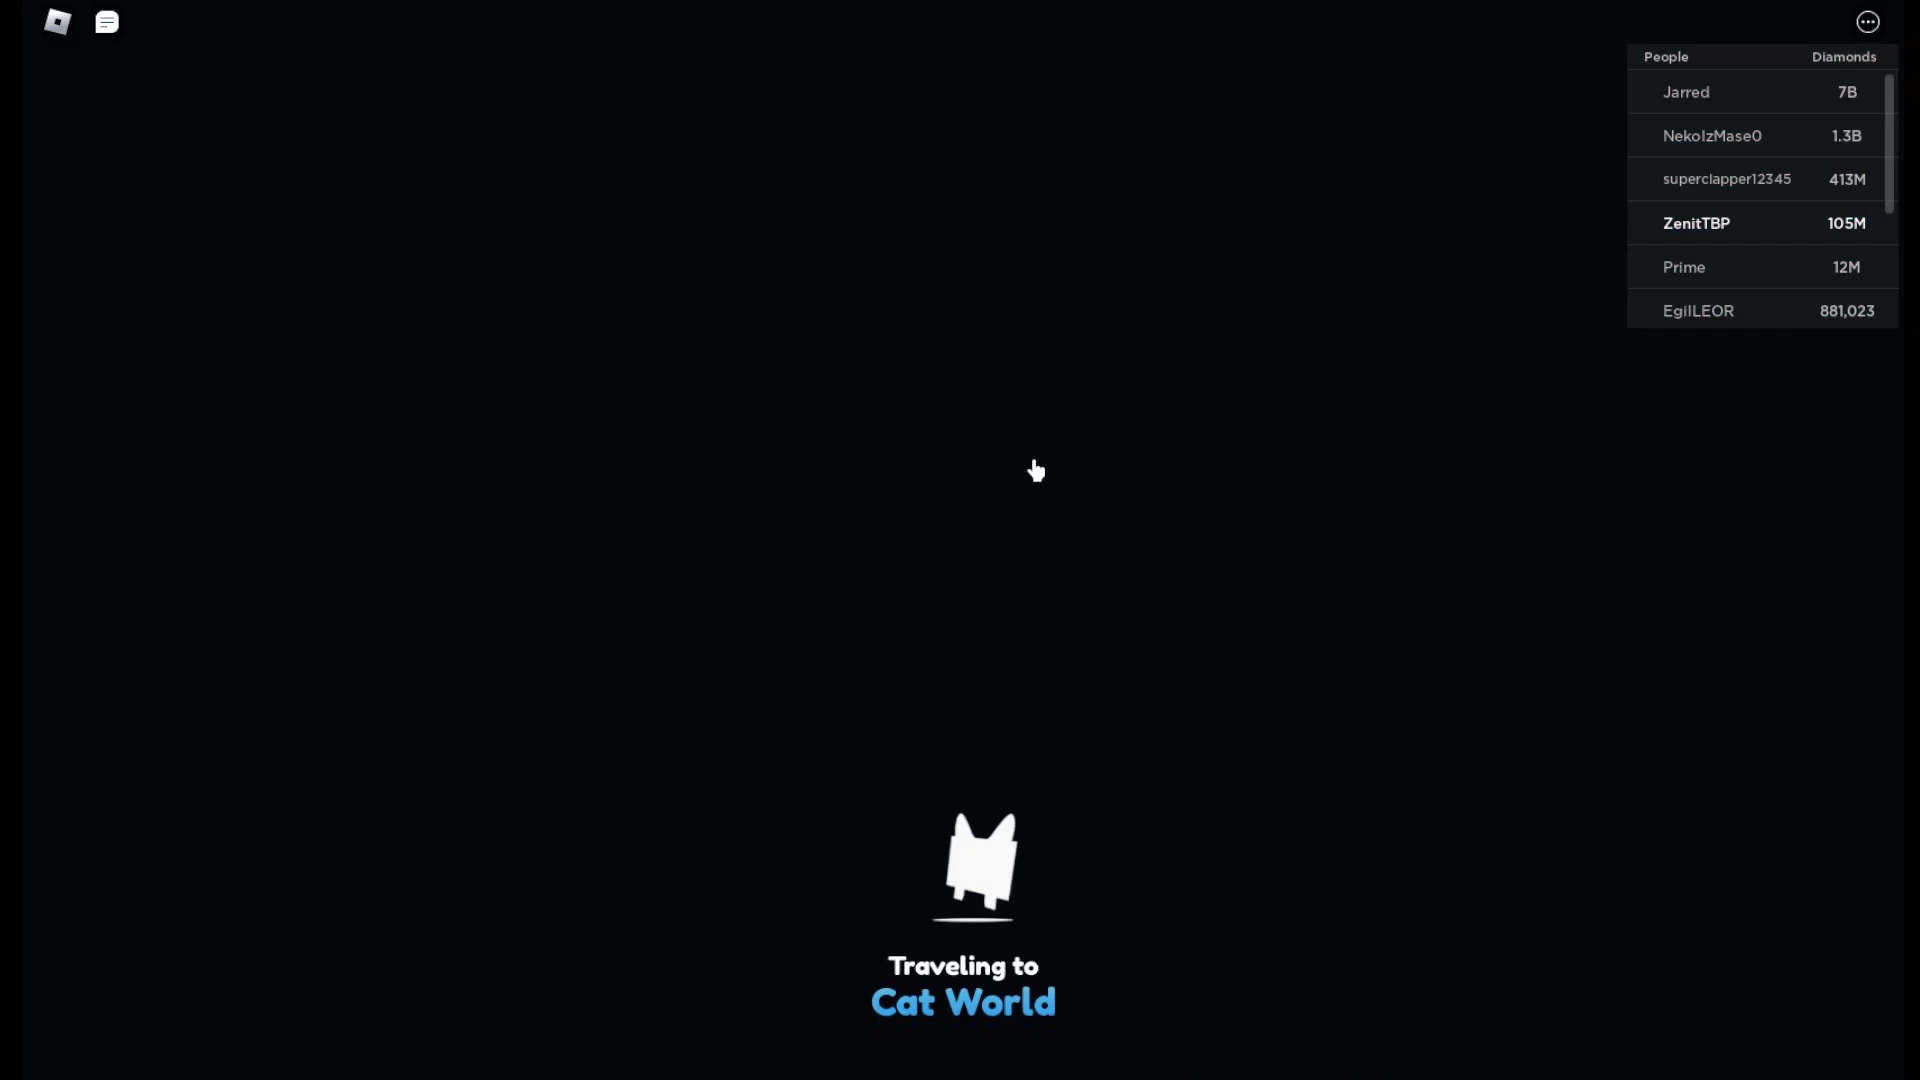 People Diamonds
Jarred 7B
NekoIzMase0 1.3B
superclapper12345 413M
ZenitTBP 105M
Prime 12M
EgilLEOR 881,023
Traveling to
Cat World